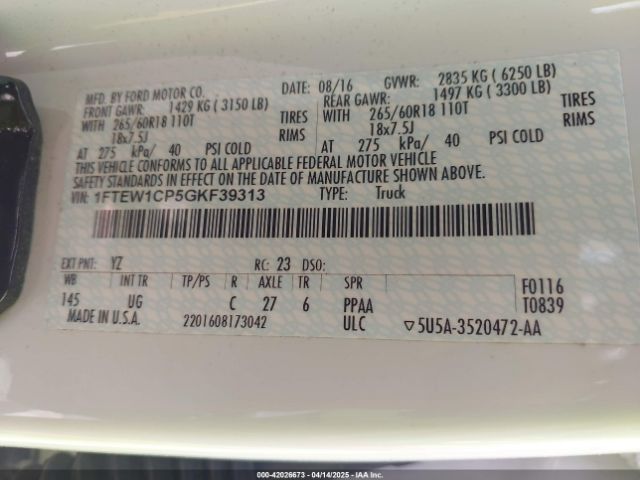 MFD. BY FORD MOTOR CO. 08/16 GVWR: 2835 KG ( 6250 LB)
FRONT GAWR: 1429 KG ( 3150 LB) REAR GAWR: 1497 KG ( 3300 LB)
WITH 265/60R18 110T TIRES WITH 265/60R18 110T TIRES
18x7.5J RIMS 18x7.5J RIMS
AT 275 kPa/ 40 PSI COLD AT 275 kPa/ 40 PSI COLD
THIS VEHICLE CONFORMS TO ALL APPLICABLE FEDERAL MOTOR VEHICLE
SAFETY STANDARDS IN EFFECT ON THE DATE OF MANUFACTURE SHOWN ABOVE.
VIN: 1FTEW1CP5GKF39313 TYPE: Truck
EXT PNT: YZ RC: 23 DSO:
WB INT TR TP/PS R AXLE TR SPR F0116
145 UG C 27 6 PPAA T0839
MADE IN U.S.A. 2201608173042 ULC ▽5U5A-3520472-AA
000-42026673 - 04/14/2025 - Copyright IAA, Inc.